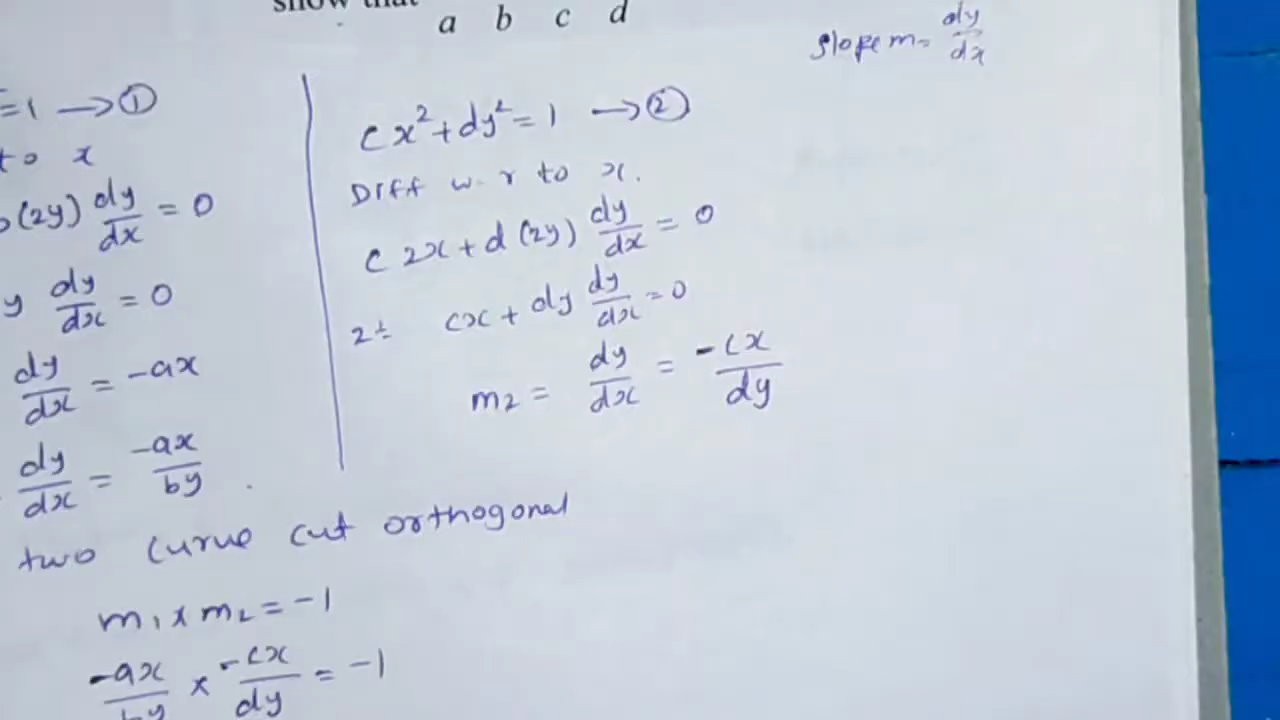 show that
a b c d
slope m = dy/dx
=1 → ①
to x
b(2y) dy/dx = 0
y dy/dx = 0
dy/dx = -ax
dy/dx = -ax/by
cx² + dy² = 1 → ②
Diff w.r to x.
c 2x + d(2y) dy/dx = 0
2÷ cx + dy dy/dx = 0
m₂ = dy/dx = -cx/dy
two curve cut orthogonal
m₁ x m₂ = -1
-ax/by x -cx/dy = -1